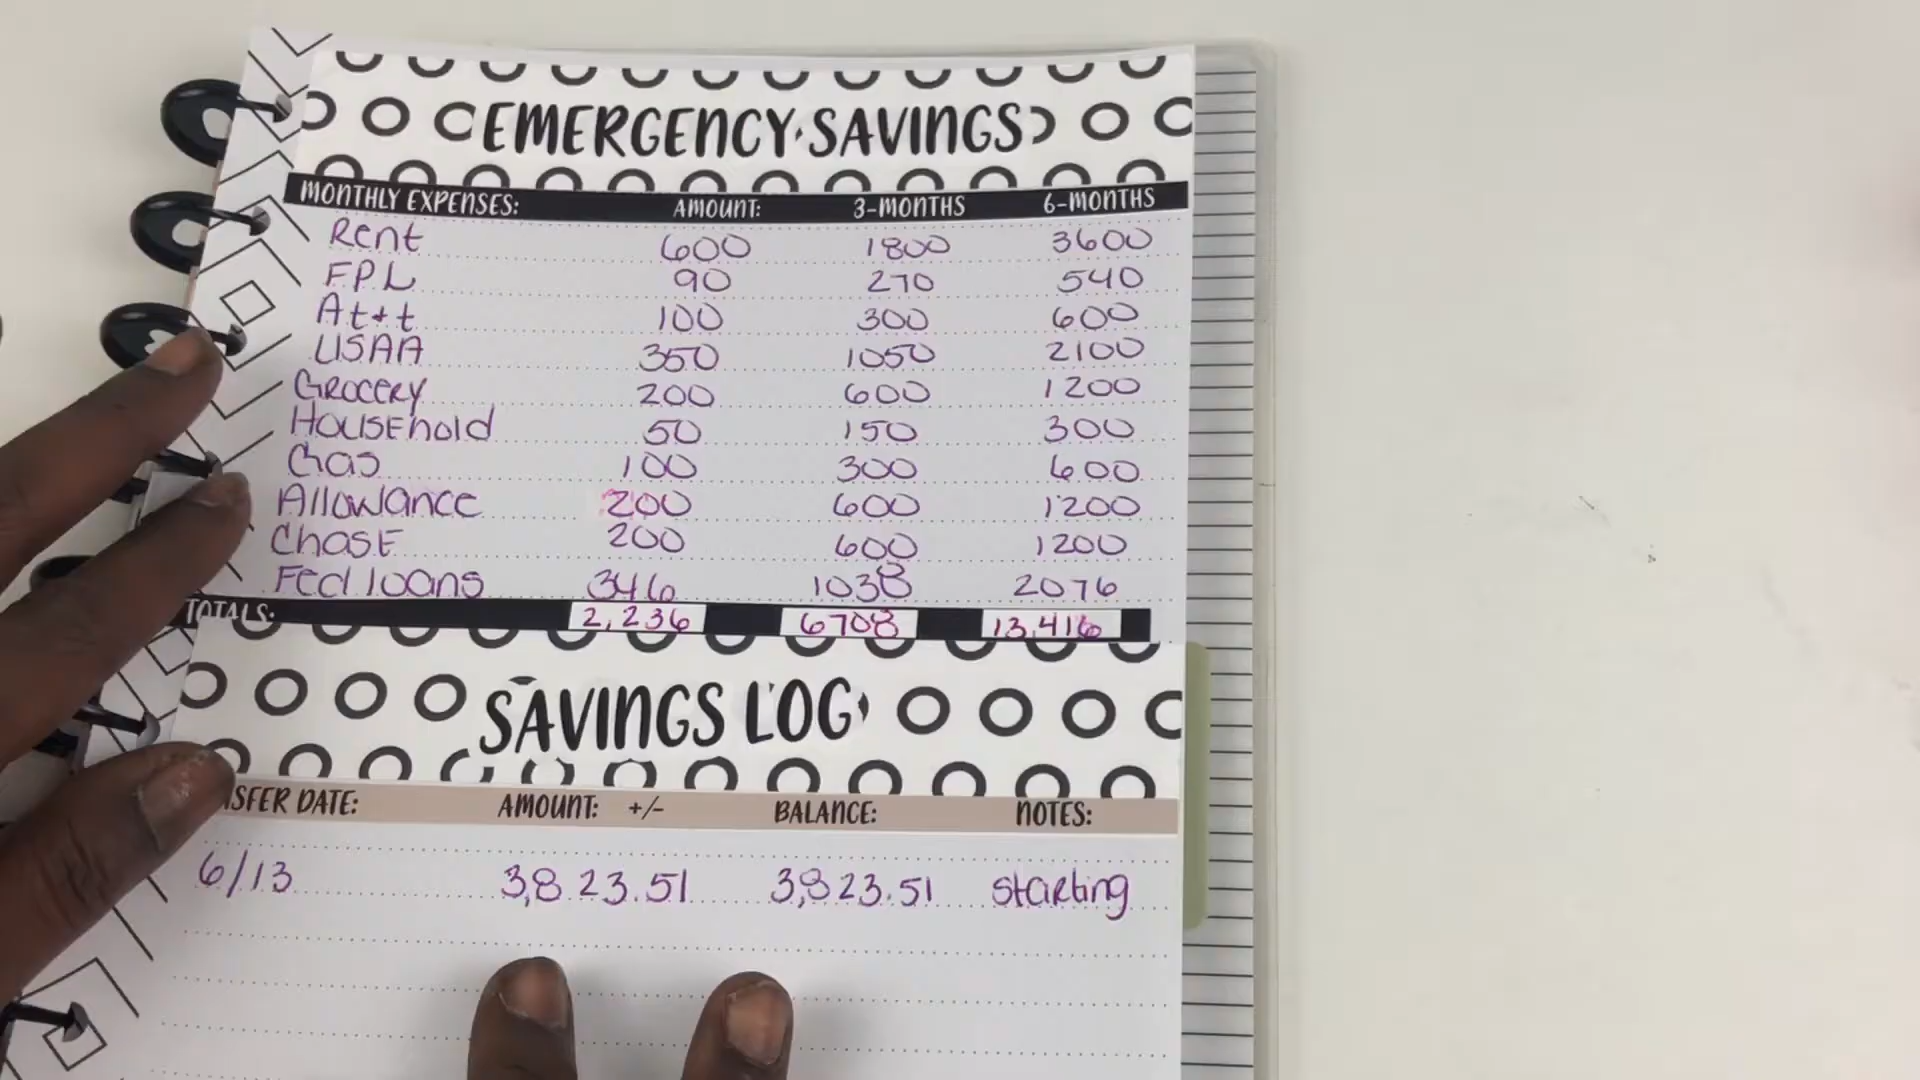 EMERGENCY SAVINGS
MONTHLY EXPENSES: AMOUNT: 3-MONTHS 6-MONTHS
Rent 600 1800 3600
FPL 90 270 540
At&t 100 300 600
USAA 350 1050 2100
Grocery 200 600 1200
Household 50 150 300
Gas 100 300 600
Allowance 200 600 1200
Chase 200 600 1200
Fed loans 346 1038 2076
TOTALS: 2,236 6708 13,416
SAVINGS LOG
SFER DATE: AMOUNT: +/- BALANCE: NOTES:
6/13 3,823.51 3,823.51 starting